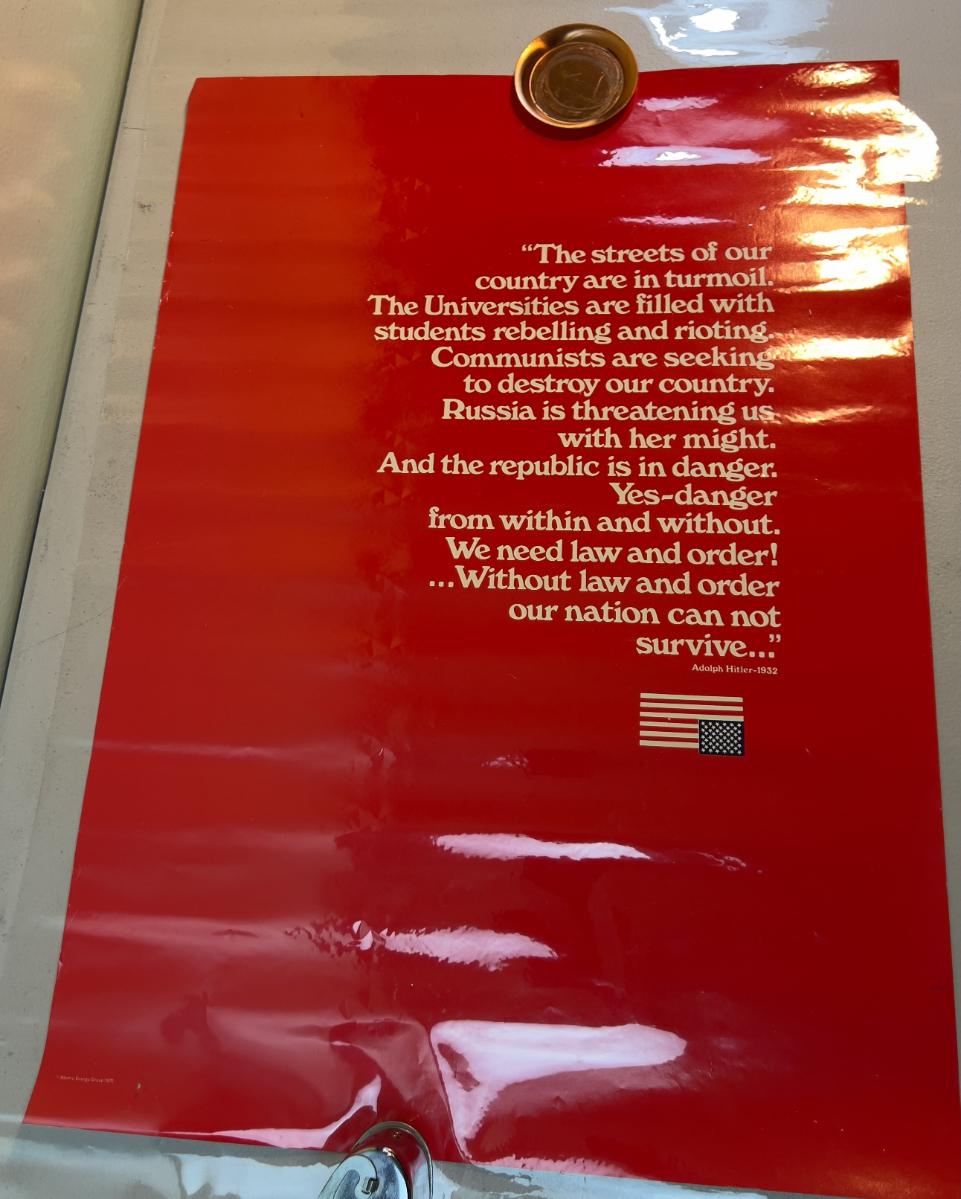 “The streets of our
country are in turmoil.
The Universities are filled with
students rebelling and rioting.
Communists are seeking
to destroy our country.
Russia is threatening us
with her might.
And the republic is in danger.
Yes-danger
from within and without.
We need law and order!
...Without law and order
our nation can not
survive...”
Adolph Hitler-1932
Energy Group